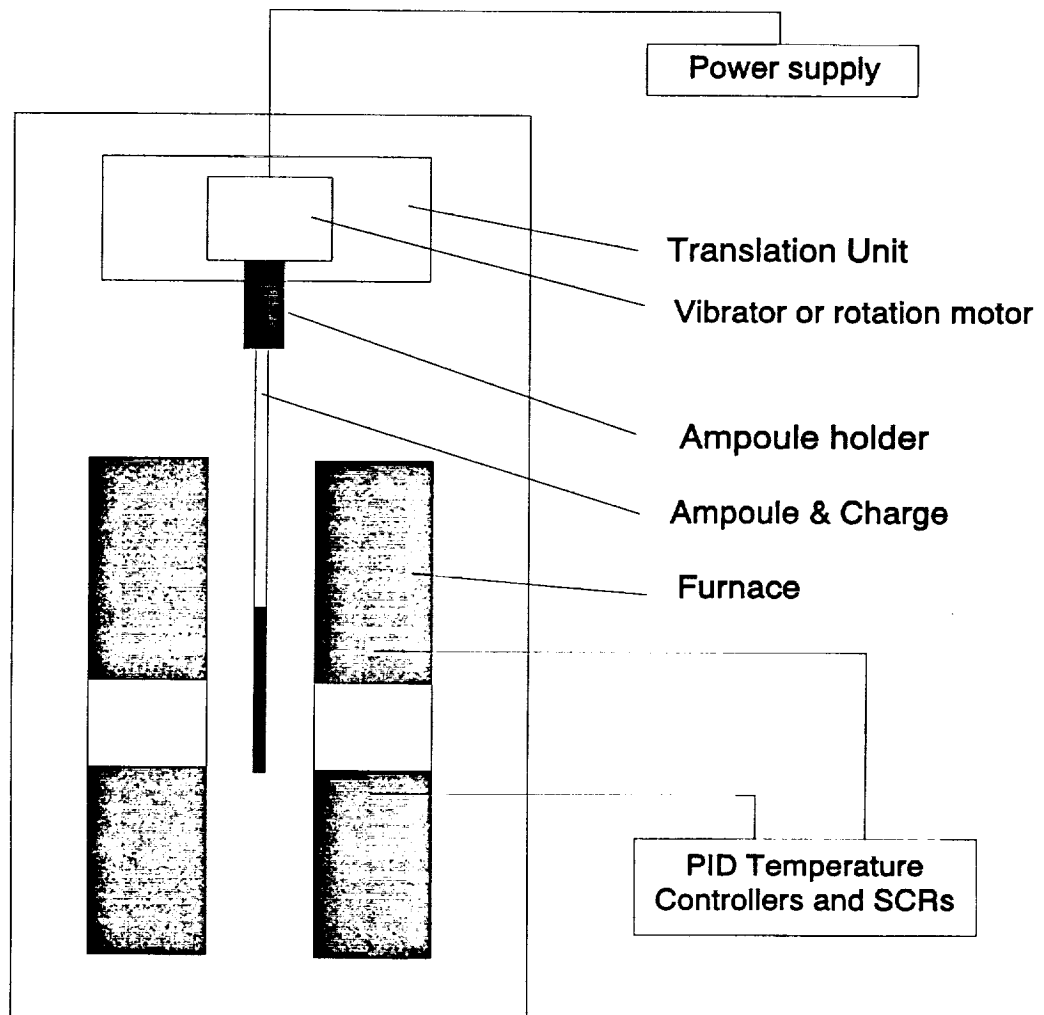 Power supply
Translation Unit
Vibrator or rotation motor
Ampoule holder
Ampoule & Charge
Furnace
PID Temperature
Controllers and SCRs